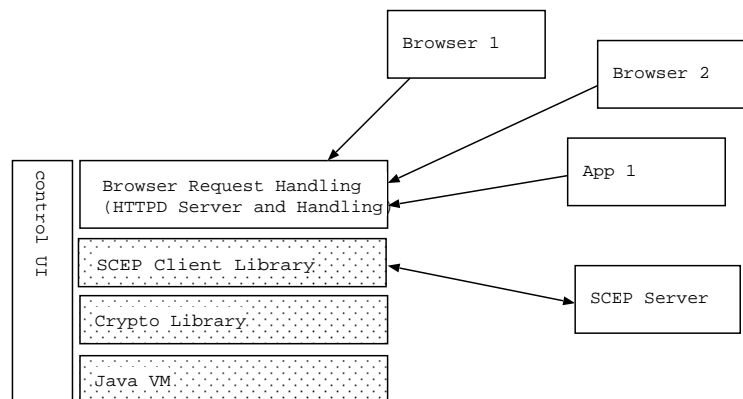 Browser 1
Browser 2
App 1
control UI
Browser Request Handling
(HTTPD Server and Handling)
SCEP Client Library
SCEP Server
Crypto Library
Java VM